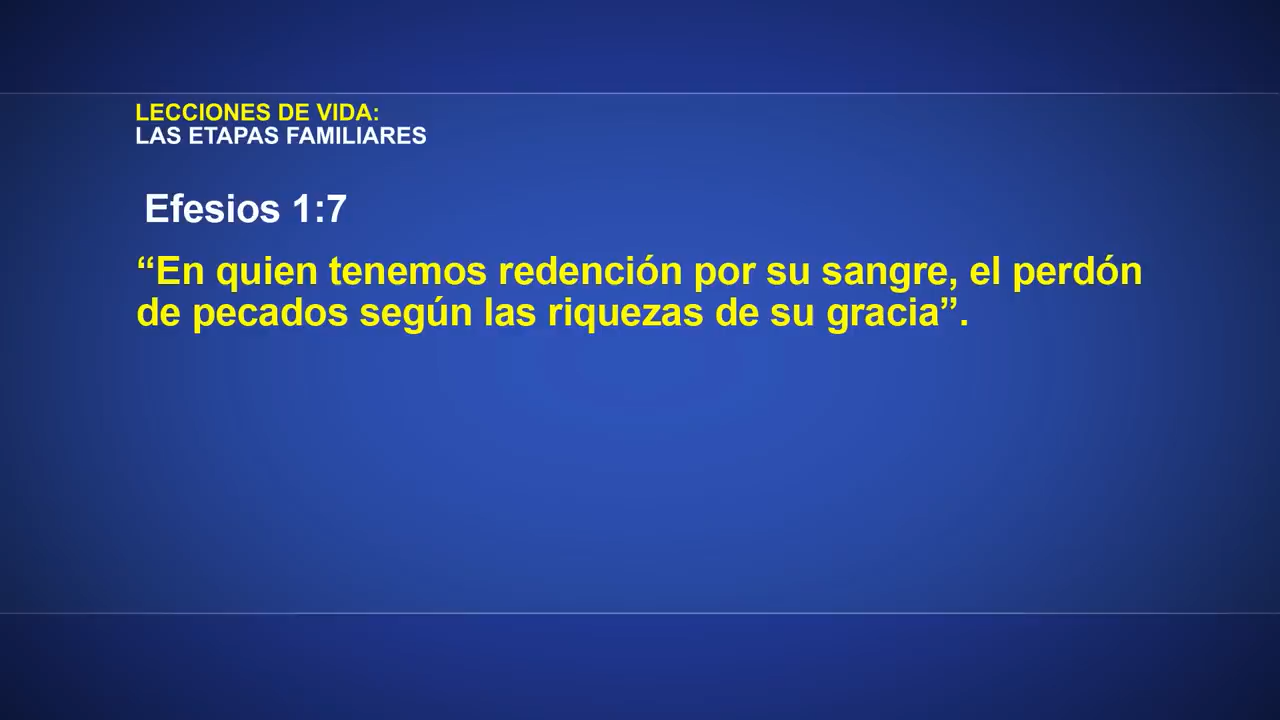 LECCIONES DE VIDA:
LAS ETAPAS FAMILIARES
Efesios 1:7
“En quien tenemos redención por su sangre, el perdón
de pecados según las riquezas de su gracia”.